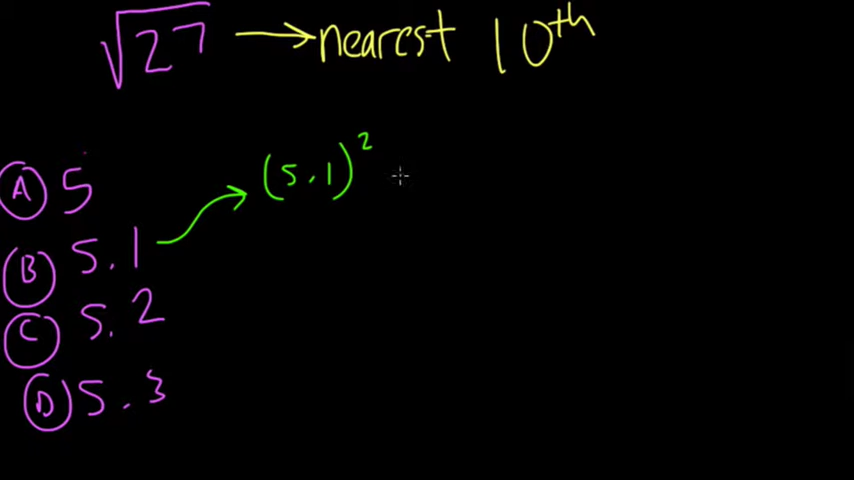 √27 → nearest 10th
(5.1)²
A 5
B 5.1
C 5.2
D 5.3